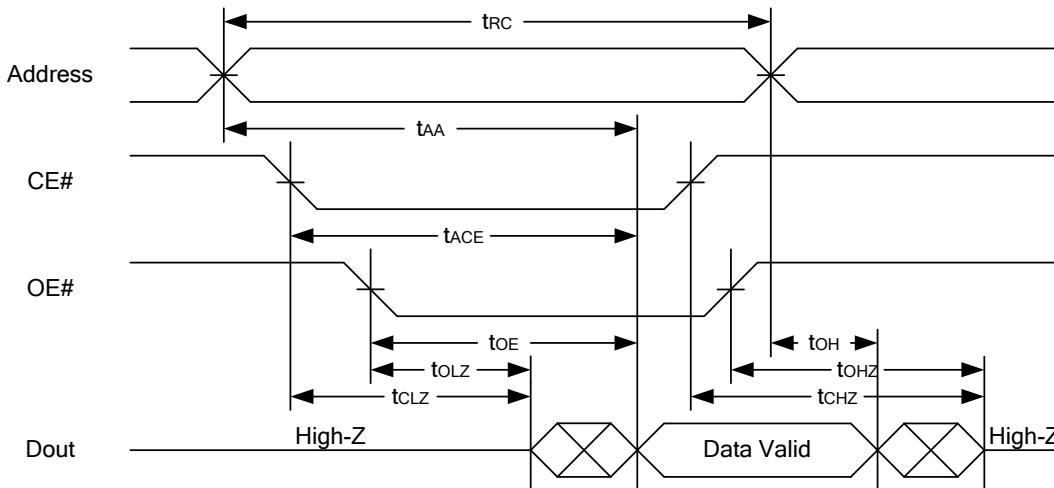 tRC
Address
tAA
CE#
tACE
OE#
tOE
tOH
tOLZ
tOHZ
tCLZ
tCHZ
High-Z
Data Valid
High-Z
Dout